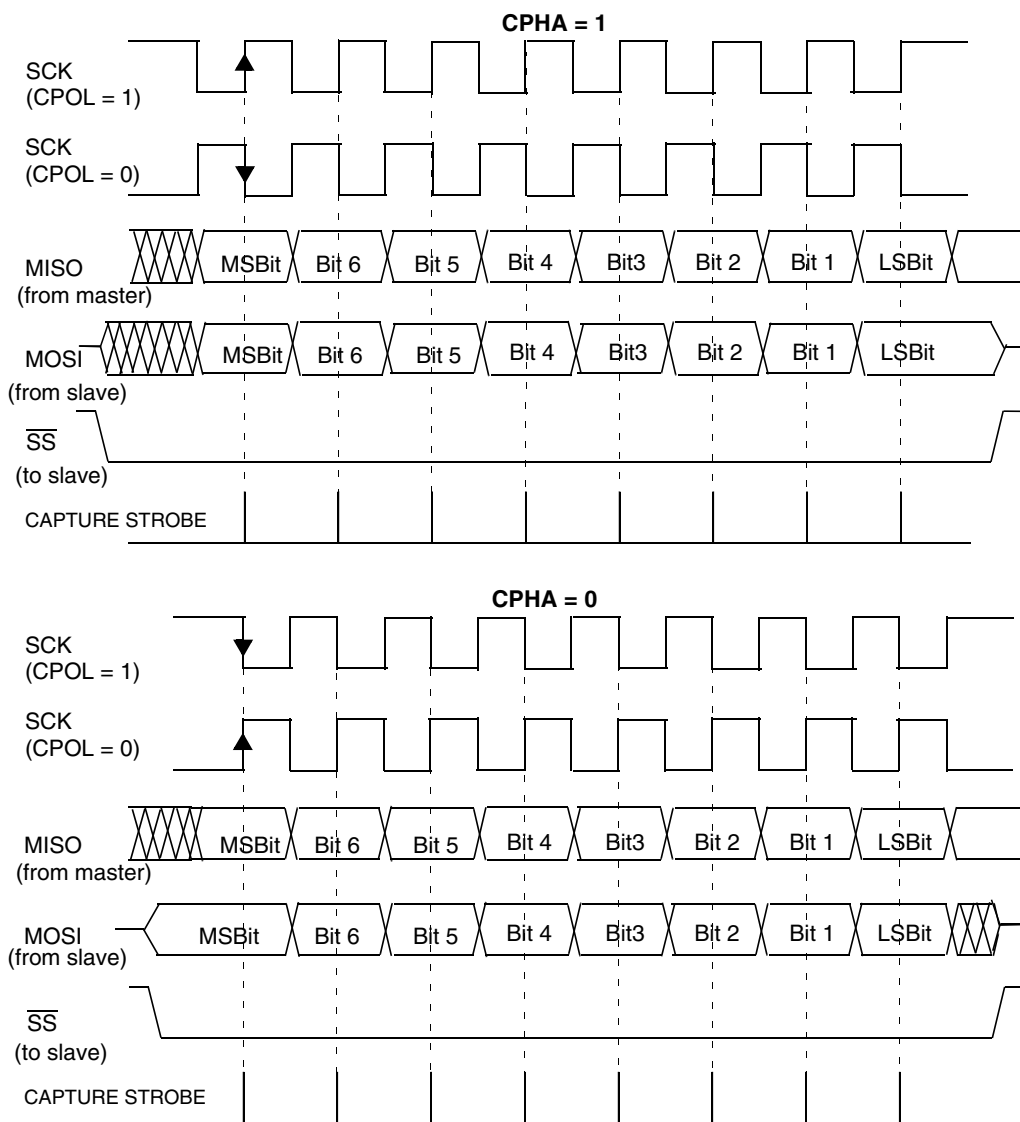 CPHA = 1
SCK
(CPOL = 1)
SCK
(CPOL = 0)
MISO
(from master)
MSBit Bit 6 Bit 5 Bit 4 Bit3 Bit 2 Bit 1 LSBit
MOSI
(from slave)
MSBit Bit 6 Bit 5 Bit 4 Bit3 Bit 2 Bit 1 LSBit
SS
(to slave)
CAPTURE STROBE
CPHA = 0
SCK
(CPOL = 1)
SCK
(CPOL = 0)
MISO
(from master)
MSBit Bit 6 Bit 5 Bit 4 Bit3 Bit 2 Bit 1 LSBit
MOSI
(from slave)
MSBit Bit 6 Bit 5 Bit 4 Bit3 Bit 2 Bit 1 LSBit
SS
(to slave)
CAPTURE STROBE